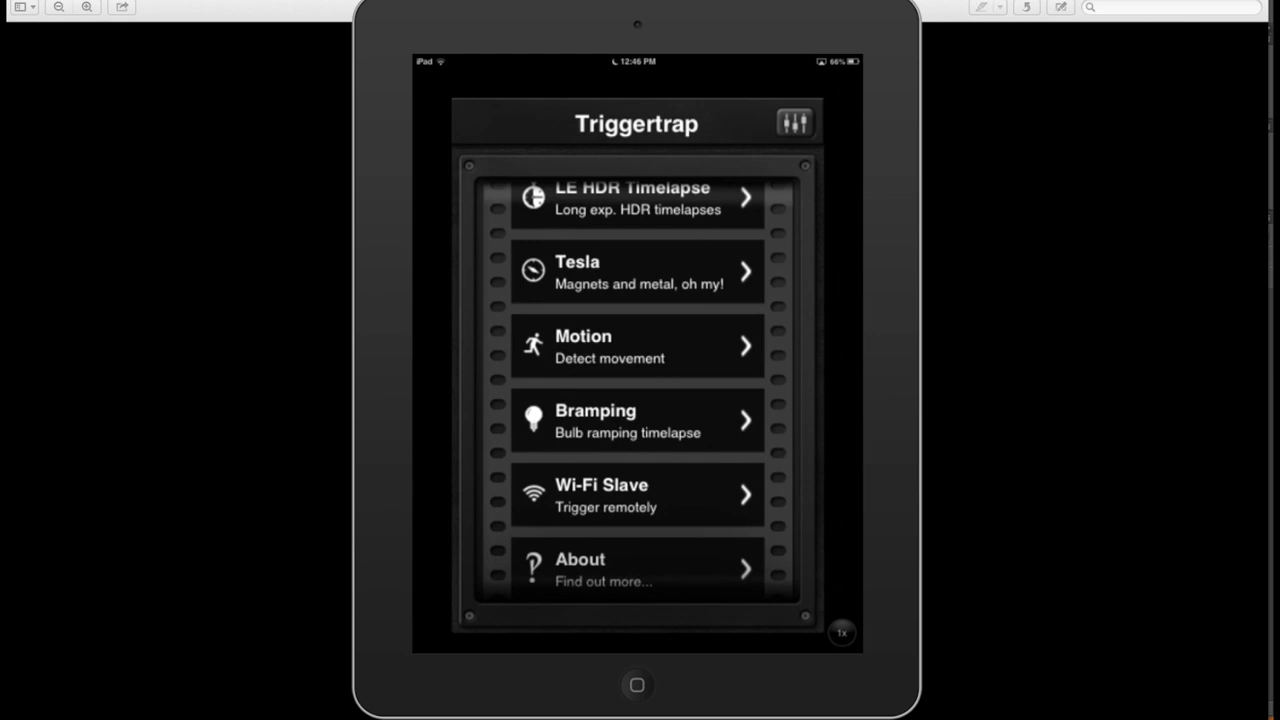 iPad
12:46 PM
66%
Triggertrap
LE HDR Timelapse
Long exp. HDR timelapses
Tesla
Magnets and metal, oh my!
Motion
Detect movement
Bramping
Bulb ramping timelapse
Wi-Fi Slave
Trigger remotely
About
Find out more...
1x